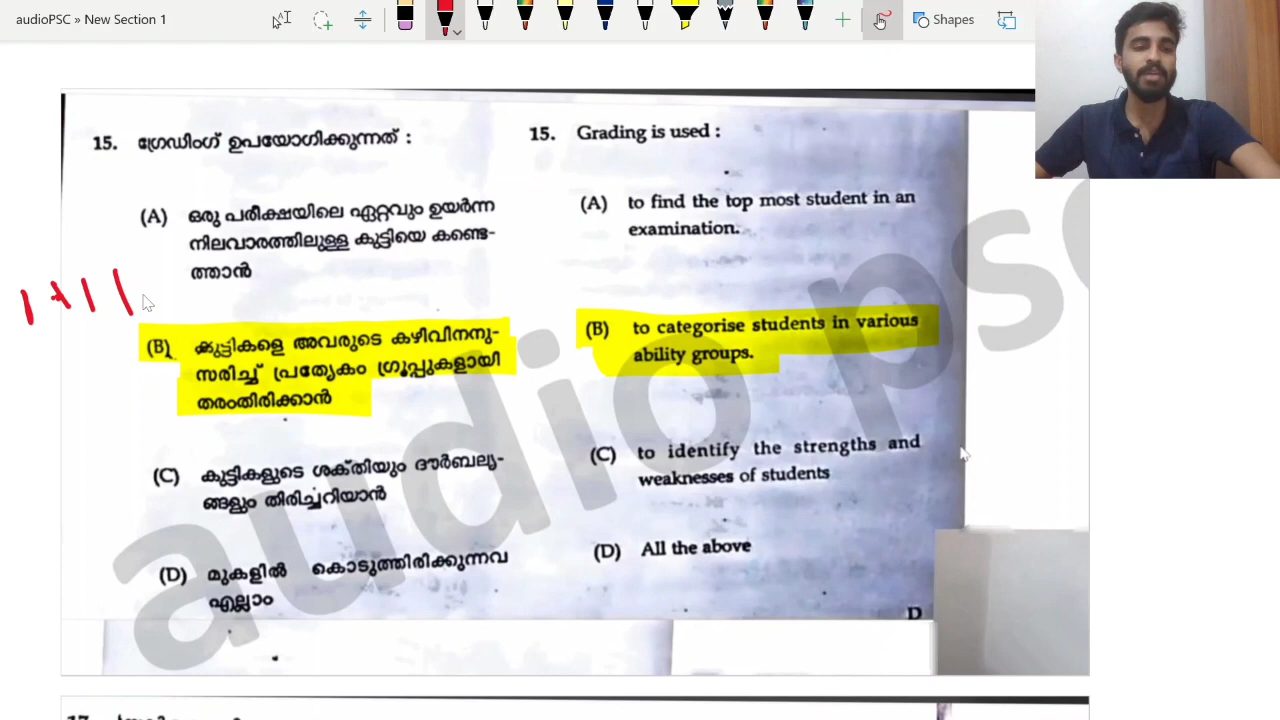 audioPSC » New Section 1
Shapes
15. ഗ്രേഡിംഗ് ഉപയോഗിക്കുന്നത് :
(A) ഒരു പരീക്ഷയിലെ ഏറ്റവും ഉയർന്ന
നിലവാരത്തിലുള്ള കുട്ടിയെ കണ്ടെ-
ത്താൻ
(B) കുട്ടികളെ അവരുടെ കഴിവിനനു-
സരിച്ച് പ്രത്യേകം ഗ്രൂപ്പുകളായി
തരംതിരിക്കാൻ
(C) കുട്ടികളുടെ ശക്തിയും ദൗർബല്യ-
ങ്ങളും തിരിച്ചറിയാൻ
(D) മുകളിൽ കൊടുത്തിരിക്കുന്നവ
എല്ലാം
15. Grading is used :
(A) to find the top most student in an
examination.
(B) to categorise students in various
ability groups.
(C) to identify the strengths and
weaknesses of students
(D) All the above
D
audio psc